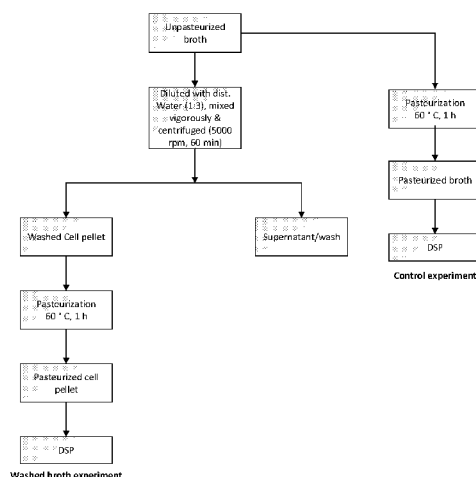 Unpasteurized
broth
Diluted with dist.
Water (1:3), mixed
vigorously &
centrifuged (5000
rpm, 60 min)
Washed Cell pellet
Supernatant/wash
Pasteurization
60 ° C, 1 h
Pasteurized cell
pellet
DSP
Washed broth experiment
Pasteurization
60 ° C, 1 h
Pasteurized broth
DSP
Control experiment